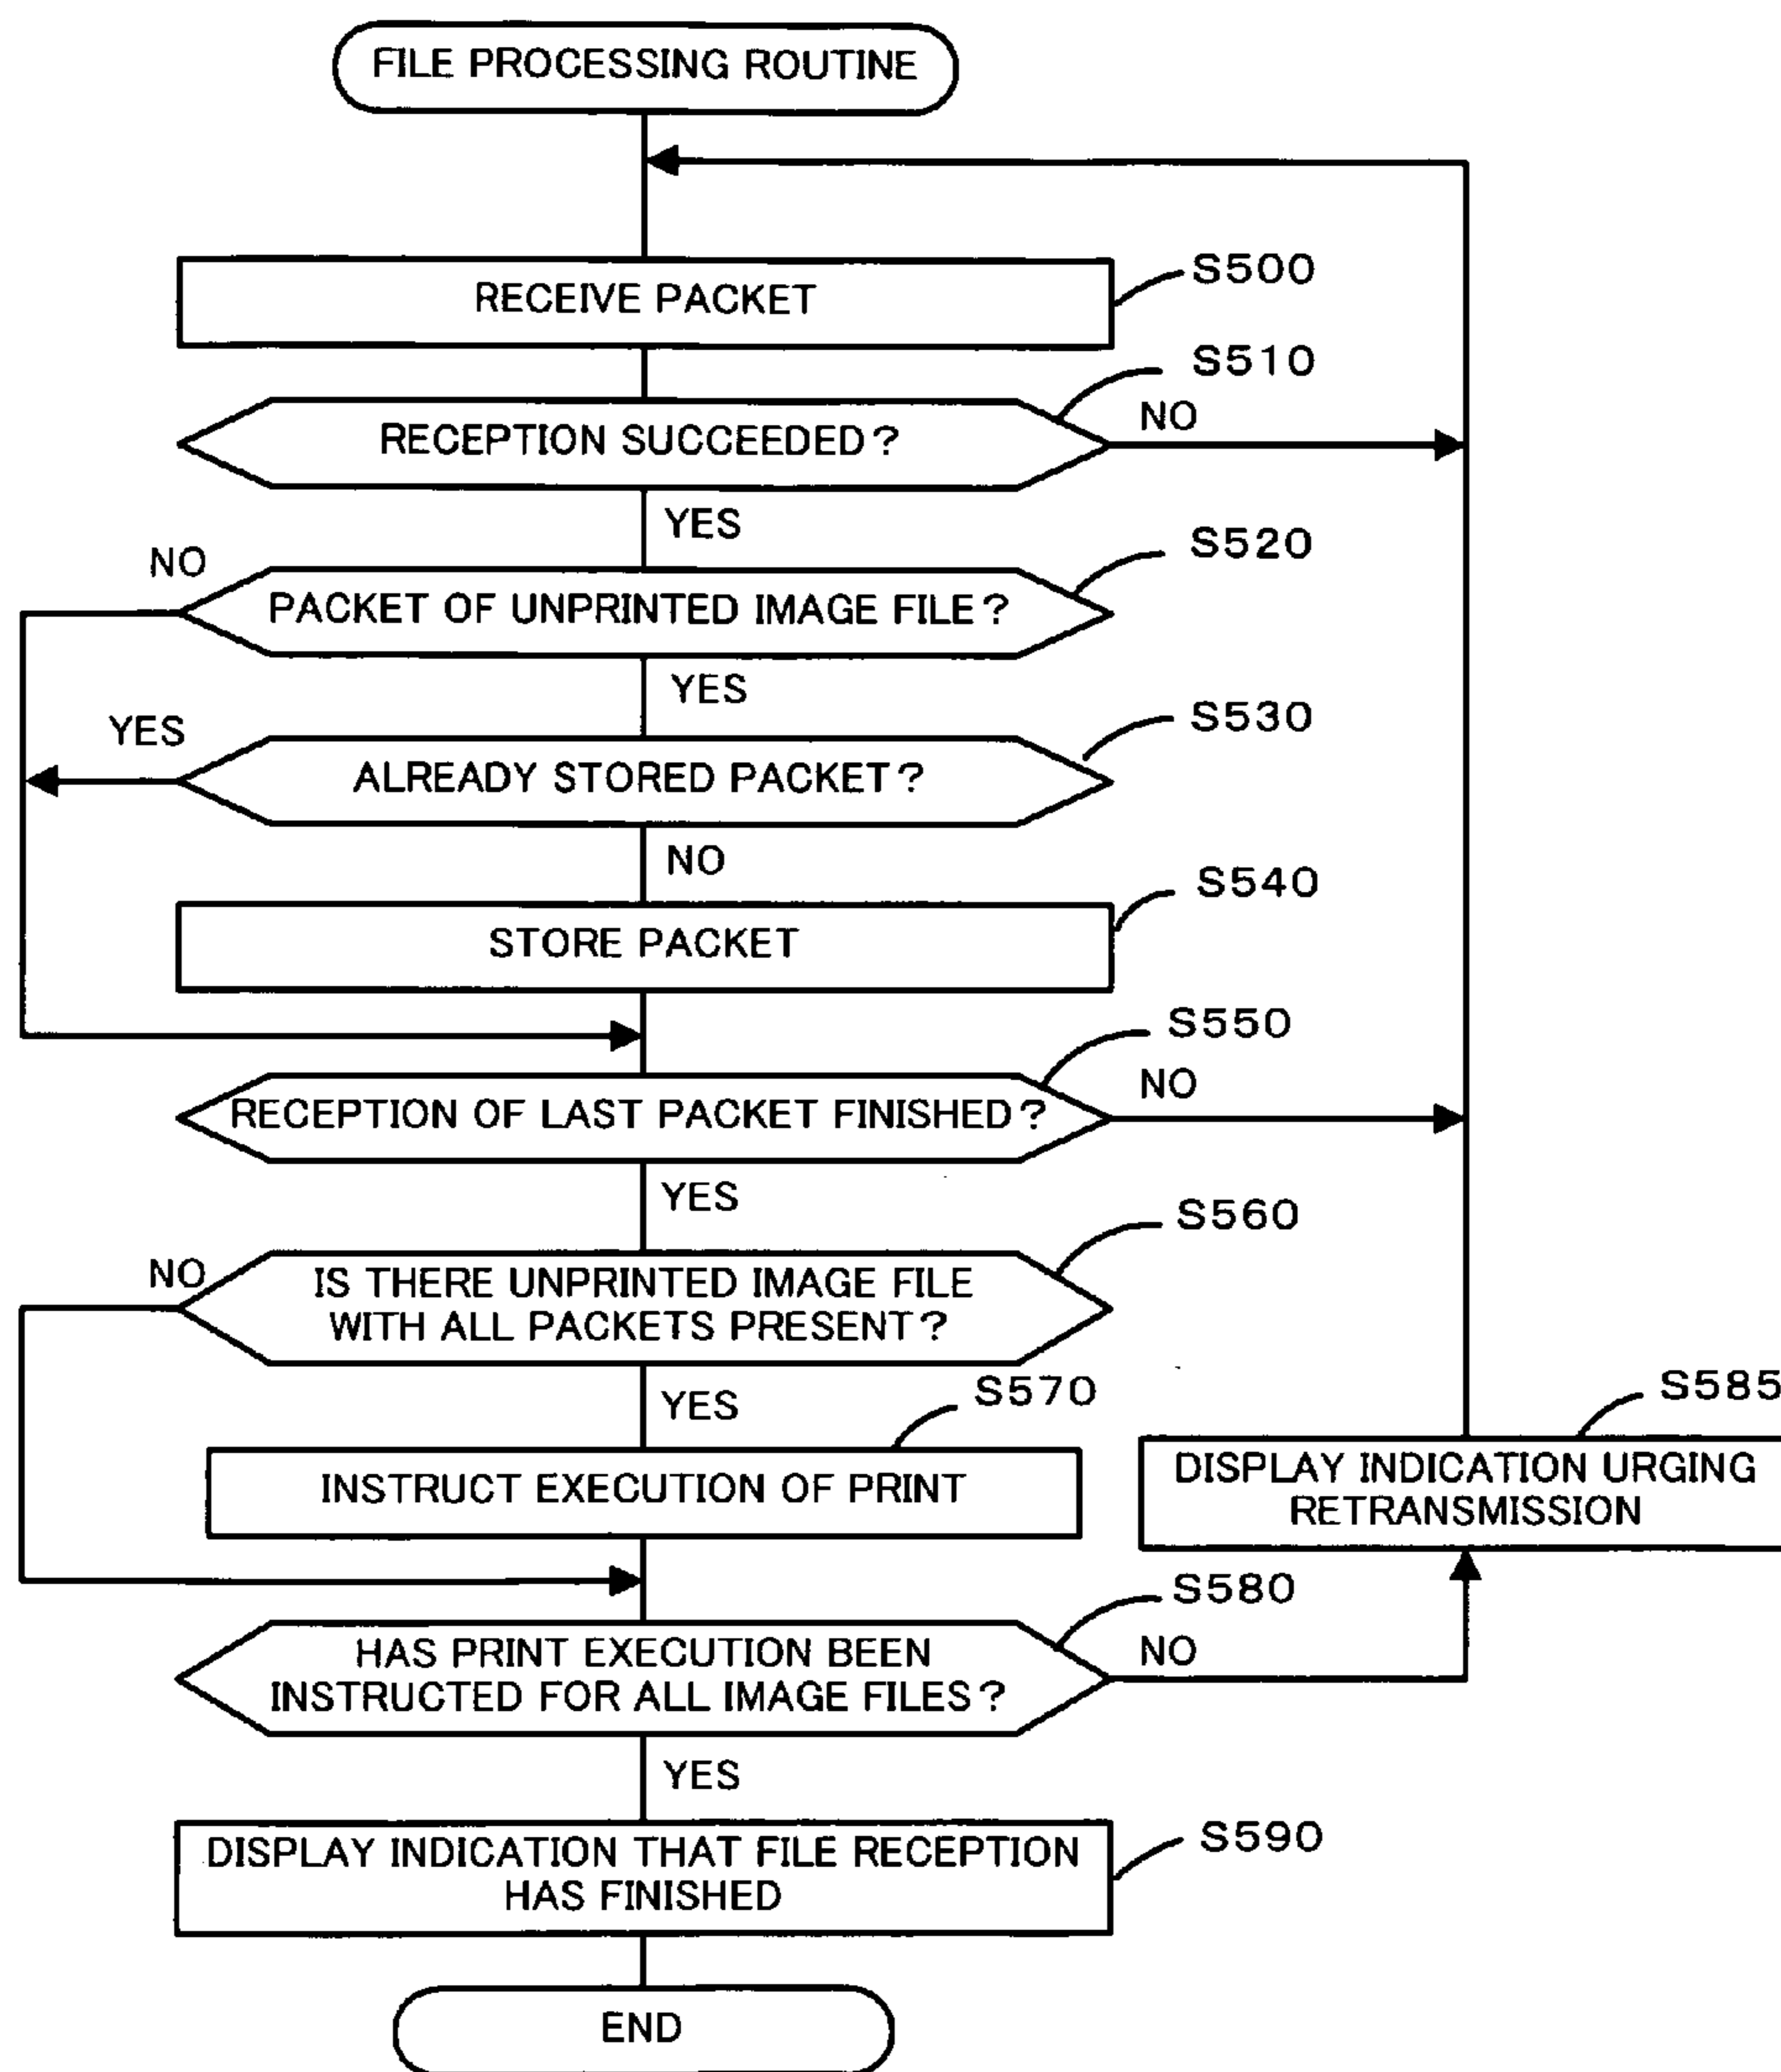 FILE PROCESSING ROUTINE
RECEIVE PACKET
S500
S510
RECEPTION SUCCEEDED?
NO
YES
S520
NO
PACKET OF UNPRINTED IMAGE FILE?
YES
S530
YES
ALREADY STORED PACKET?
NO
S540
STORE PACKET
S550
RECEPTION OF LAST PACKET FINISHED?
NO
YES
S560
NO
IS THERE UNPRINTED IMAGE FILE
WITH ALL PACKETS PRESENT?
YES
S570
INSTRUCT EXECUTION OF PRINT
S585
DISPLAY INDICATION URGING
RETRANSMISSION
S580
HAS PRINT EXECUTION BEEN
INSTRUCTED FOR ALL IMAGE FILES?
NO
YES
S590
DISPLAY INDICATION THAT FILE RECEPTION
HAS FINISHED
END